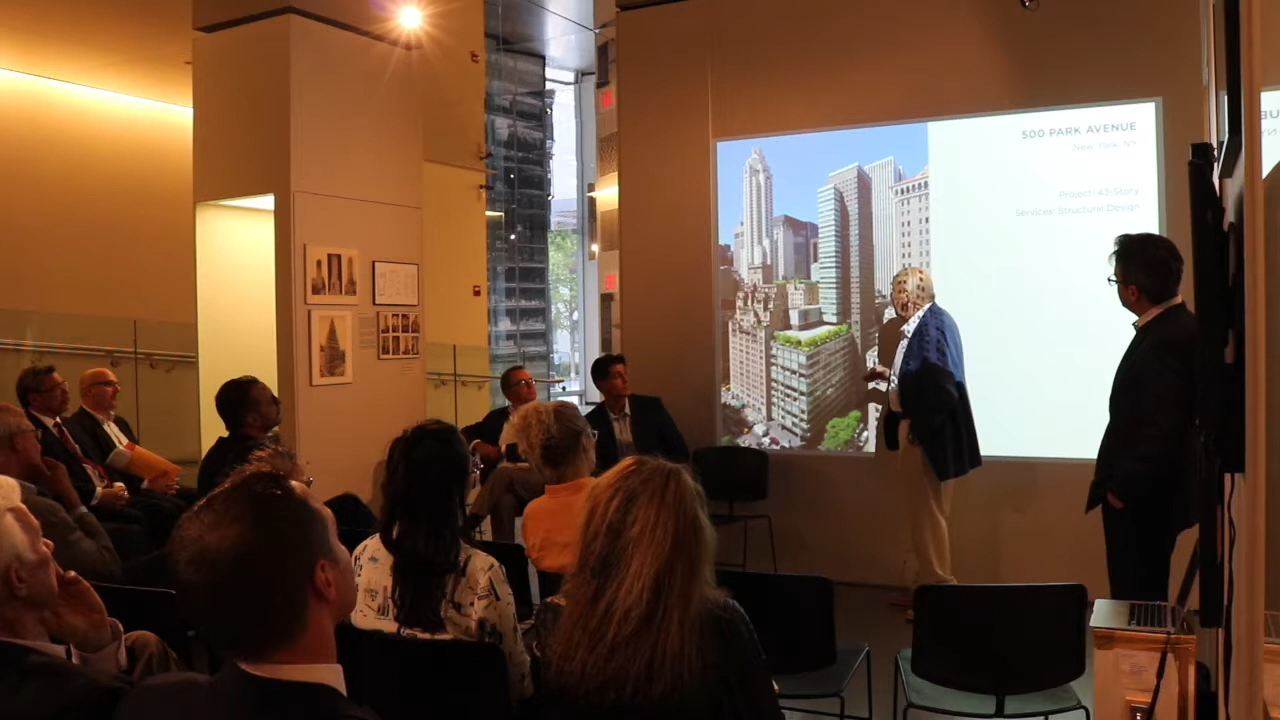 500 PARK AVENUE
New York, NY
Project: 43-Story
Services: Structural Design